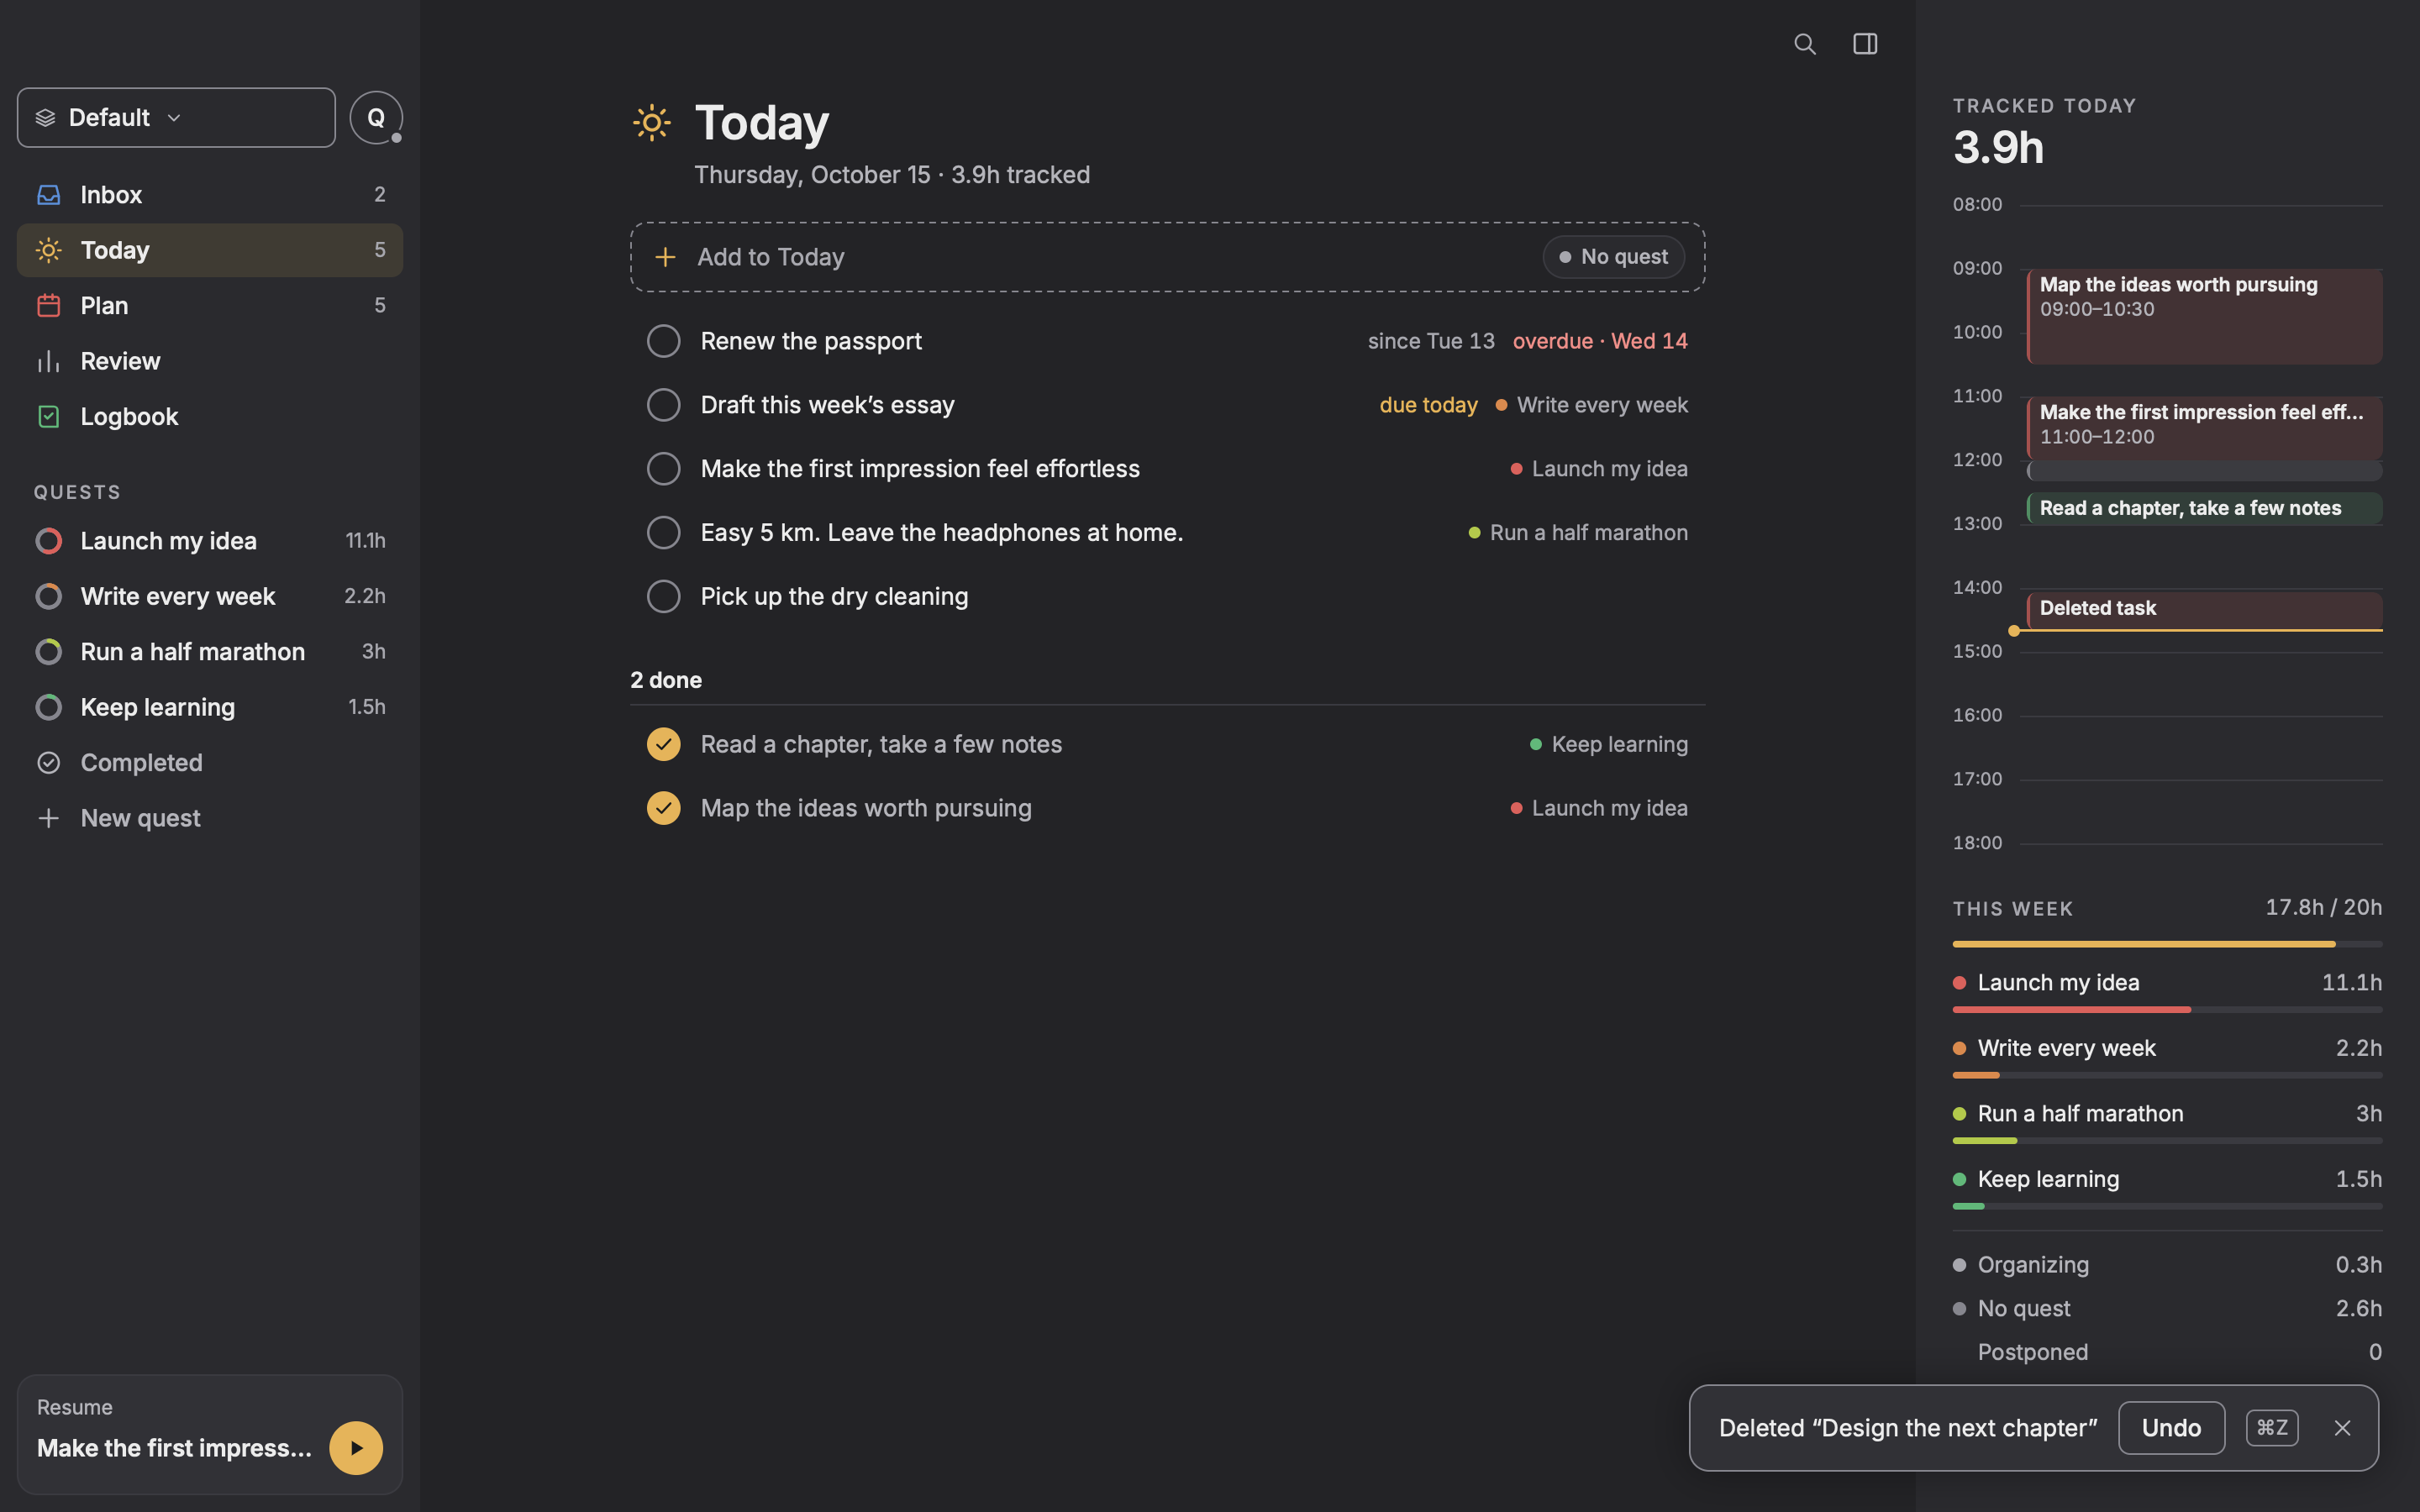 Default
Q
Inbox 2
Today 5
Plan 5
Review
Logbook
QUESTS
Launch my idea 11.1h
Write every week 2.2h
Run a half marathon 3h
Keep learning 1.5h
Completed
New quest
Resume
Make the first impress...
Today
Thursday, October 15 · 3.9h tracked
Add to Today No quest
Renew the passport since Tue 13 overdue · Wed 14
Draft this week’s essay due today Write every week
Make the first impression feel effortless Launch my idea
Easy 5 km. Leave the headphones at home. Run a half marathon
Pick up the dry cleaning
2 done
Read a chapter, take a few notes Keep learning
Map the ideas worth pursuing Launch my idea
TRACKED TODAY
3.9h
08:00
09:00
Map the ideas worth pursuing
09:00–10:30
10:00
11:00
Make the first impression feel eff...
11:00–12:00
12:00
Read a chapter, take a few notes
13:00
14:00
Deleted task
15:00
16:00
17:00
18:00
THIS WEEK 17.8h / 20h
Launch my idea 11.1h
Write every week 2.2h
Run a half marathon 3h
Keep learning 1.5h
Organizing 0.3h
No quest 2.6h
Postponed 0
Deleted “Design the next chapter” Undo ⌘Z